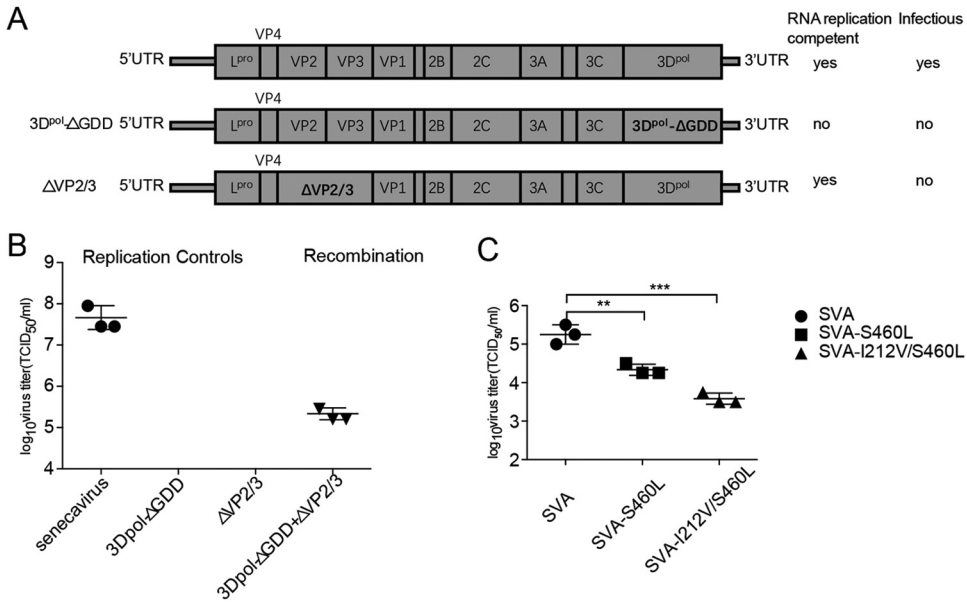 A
RNA replication competent Infectious
VP4
5'UTR Lpro VP2 VP3 VP1 2B 2C 3A 3C 3Dpol 3'UTR yes yes
VP4
3Dpol-ΔGDD 5'UTR Lpro VP2 VP3 VP1 2B 2C 3A 3C 3Dpol-ΔGDD 3'UTR no no
VP4
ΔVP2/3 5'UTR Lpro ΔVP2/3 VP1 2B 2C 3A 3C 3Dpol 3'UTR yes no
B
Replication Controls Recombination
log10virus titer(TCID50/ml)
9
8
7
6
5
4
senecavirus
3Dpol-ΔGDD
ΔVP2/3
3Dpol-ΔGDD+ΔVP2/3
C
log10virus titer(TCID50/ml)
6
5
4
3
2
***
**
SVA
SVA-S460L
SVA-I212V/S460L
SVA
SVA-S460L
SVA-I212V/S460L